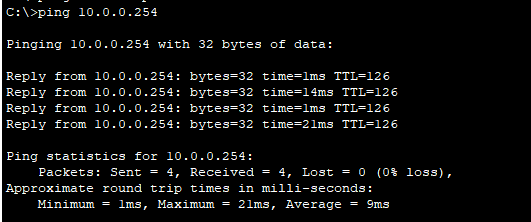 C:\>ping 10.0.0.254
Pinging 10.0.0.254 with 32 bytes of data:
Reply from 10.0.0.254: bytes=32 time=1ms TTL=126
Reply from 10.0.0.254: bytes=32 time=14ms TTL=126
Reply from 10.0.0.254: bytes=32 time=1ms TTL=126
Reply from 10.0.0.254: bytes=32 time=21ms TTL=126
Ping statistics for 10.0.0.254:
Packets: Sent = 4, Received = 4, Lost = 0 (0% loss),
Approximate round trip times in milli-seconds:
Minimum = 1ms, Maximum = 21ms, Average = 9ms